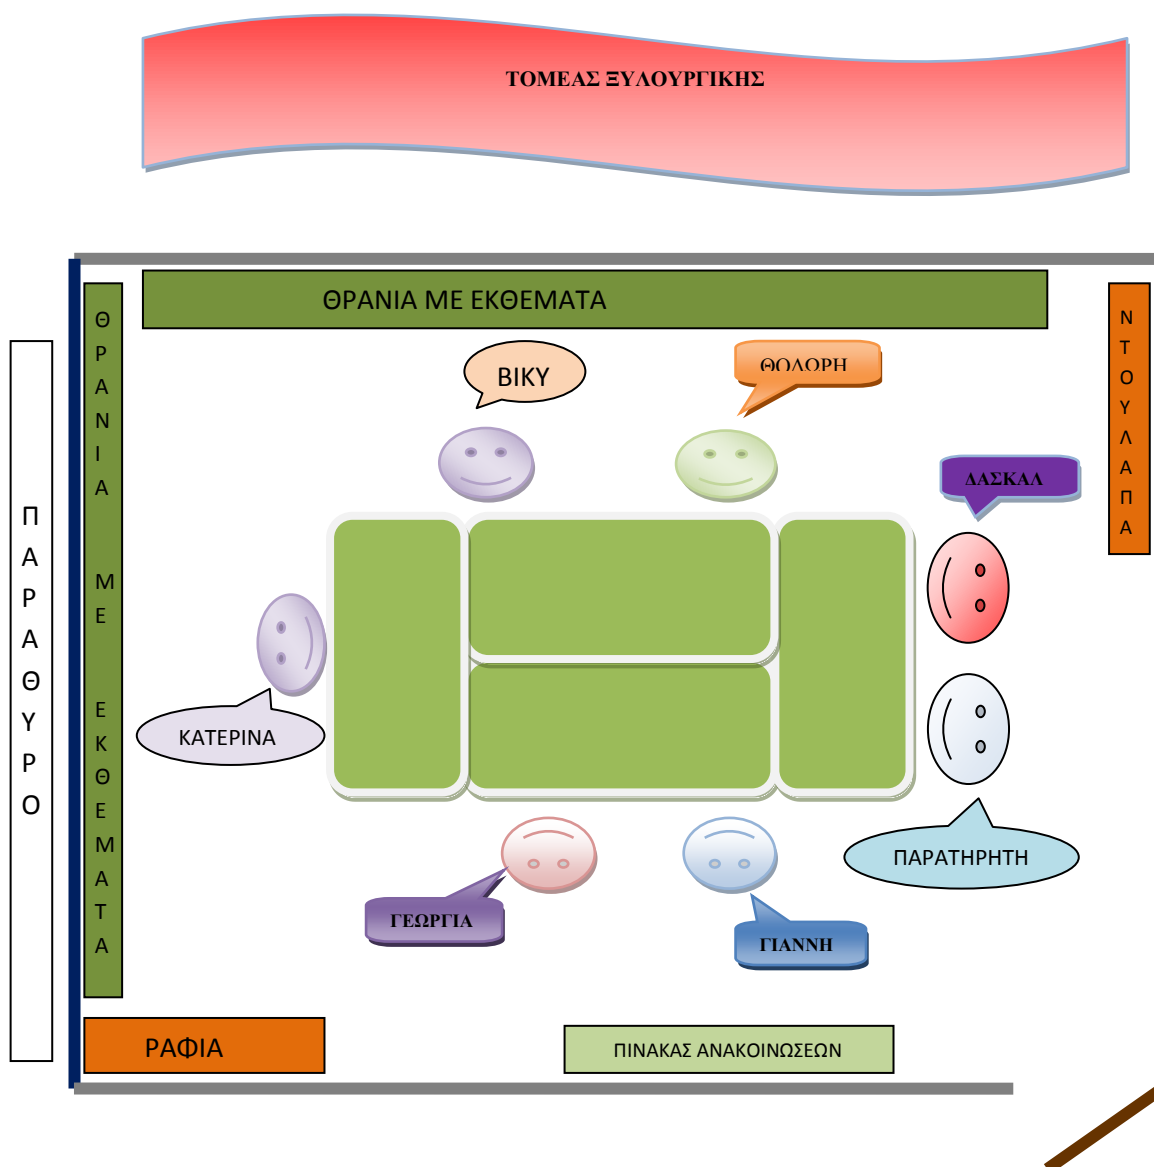 ΤΟΜΕΑΣ ΞΥΛΟΥΡΓΙΚΗΣ
ΘΡΑΝΙΑ ΜΕ ΕΚΘΕΜΑΤΑ
ΝΤΟΥΛΑΠΑ
ΘΡΑΝΙΑ ΜΕ ΕΚΘΕΜΑΤΑ
ΠΑΡΑΘΥΡΟ
ΒΙΚΥ
ΘΟΔΩΡΗ
ΔΑΣΚΑΛ
ΚΑΤΕΡΙΝΑ
ΠΑΡΑΤΗΡΗΤΗ
ΓΕΩΡΓΙΑ
ΓΙΑΝΝΗ
ΡΑΦΙΑ
ΠΙΝΑΚΑΣ ΑΝΑΚΟΙΝΩΣΕΩΝ